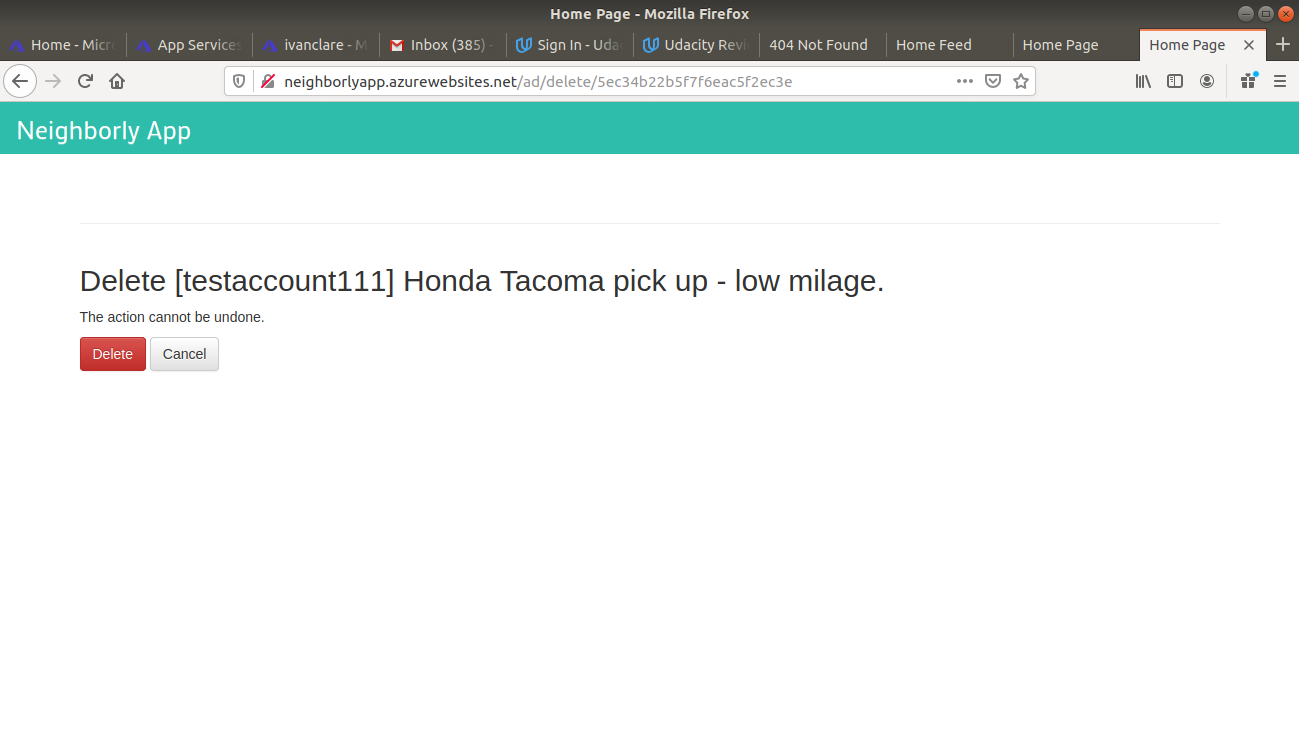 Home Page - Mozilla Firefox
Home - Micr App Services ivanclare - M Inbox (385) - Sign In - Uda Udacity Revi 404 Not Found Home Feed Home Page Home Page
neighborlyapp.azurewebsites.net/ad/delete/5ec34b22b5f7f6eac5f2ec3e
Neighborly App
Delete [testaccount111] Honda Tacoma pick up - low milage.
The action cannot be undone.
Delete Cancel